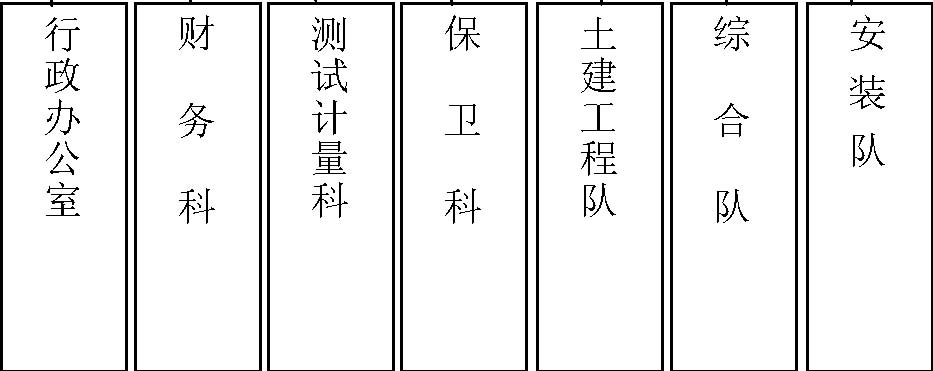 行政办公室
财务科
测试计量科
保卫科
土建工程队
综合队
安装队